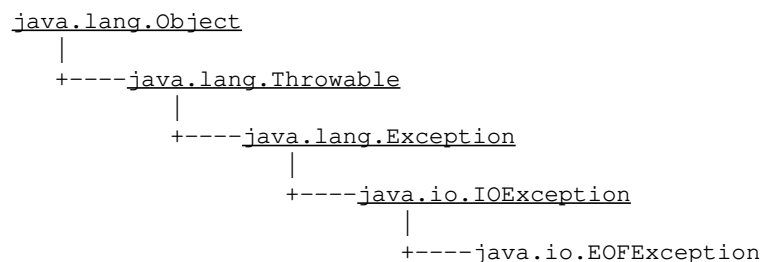 java.lang.Object
|
+----java.lang.Throwable
|
+----java.lang.Exception
|
+----java.io.IOException
|
+----java.io.EOFException